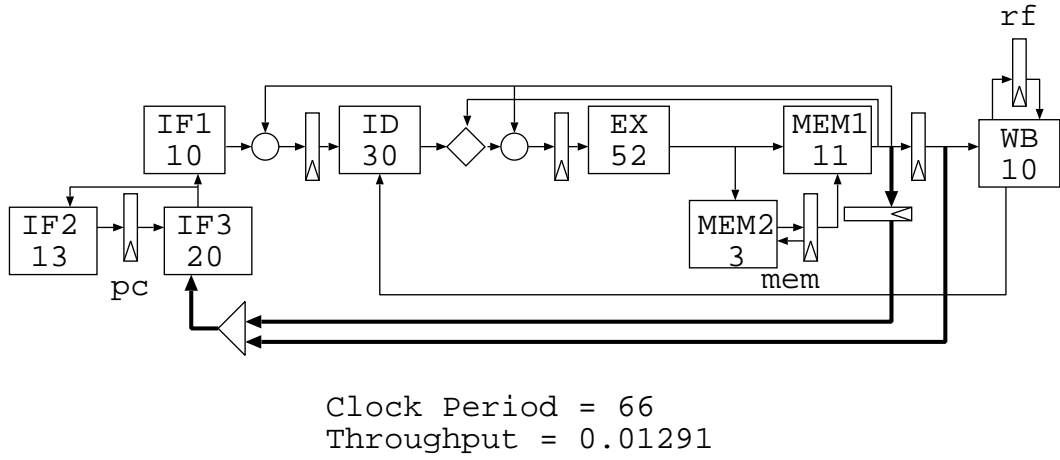 rf
IF1
10
ID
30
EX
52
MEM1
11
WB
10
IF2
13
pc
IF3
20
MEM2
3
mem
Clock Period = 66
Throughput = 0.01291